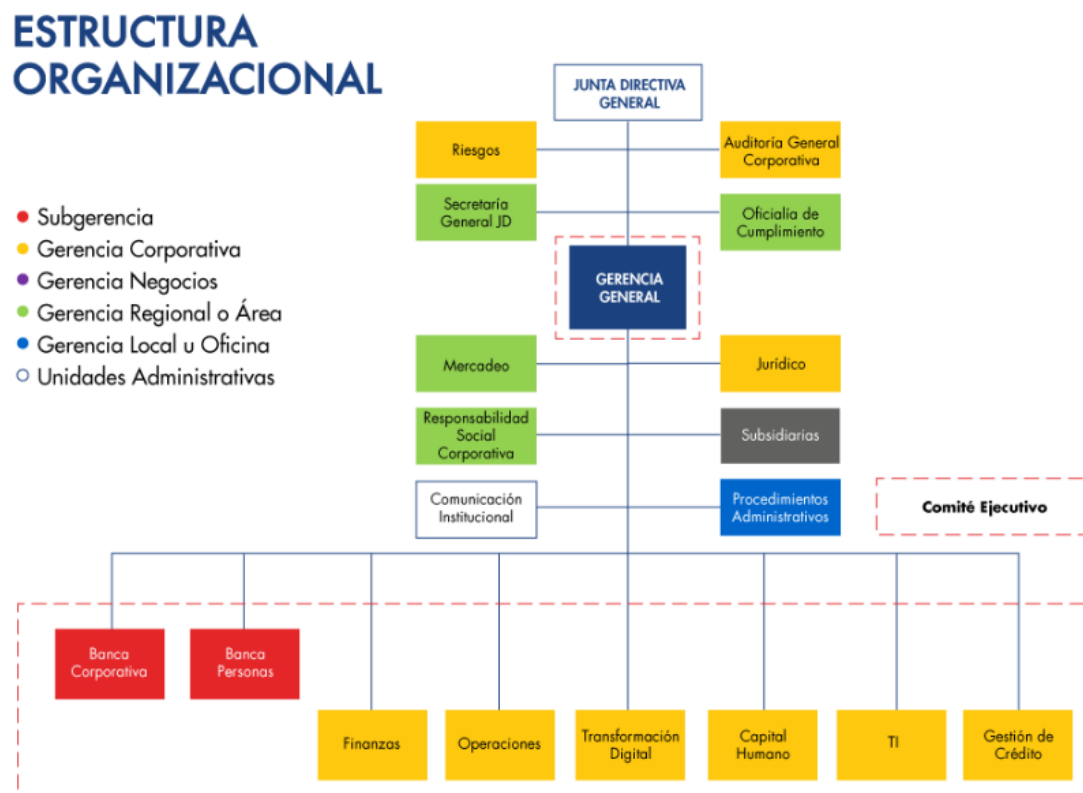 ESTRUCTURA
ORGANIZACIONAL
JUNTA DIRECTIVA
GENERAL
Riesgos
Auditoría General
Corporativa
Secretaría
General JD
Oficialía de
Cumplimiento
Subgerencia
Gerencia Corporativa
Gerencia Negocios
Gerencia Regional o Área
Gerencia Local u Oficina
Unidades Administrativas
GERENCIA
GENERAL
Mercadeo
Jurídico
Responsabilidad
Social
Corporativa
Subsidiarias
Comunicación
Institucional
Procedimientos
Administrativos
Comité Ejecutivo
Banca
Corporativa
Banca
Personas
Finanzas
Operaciones
Transformación
Digital
Capital
Humano
TI
Gestión de
Crédito